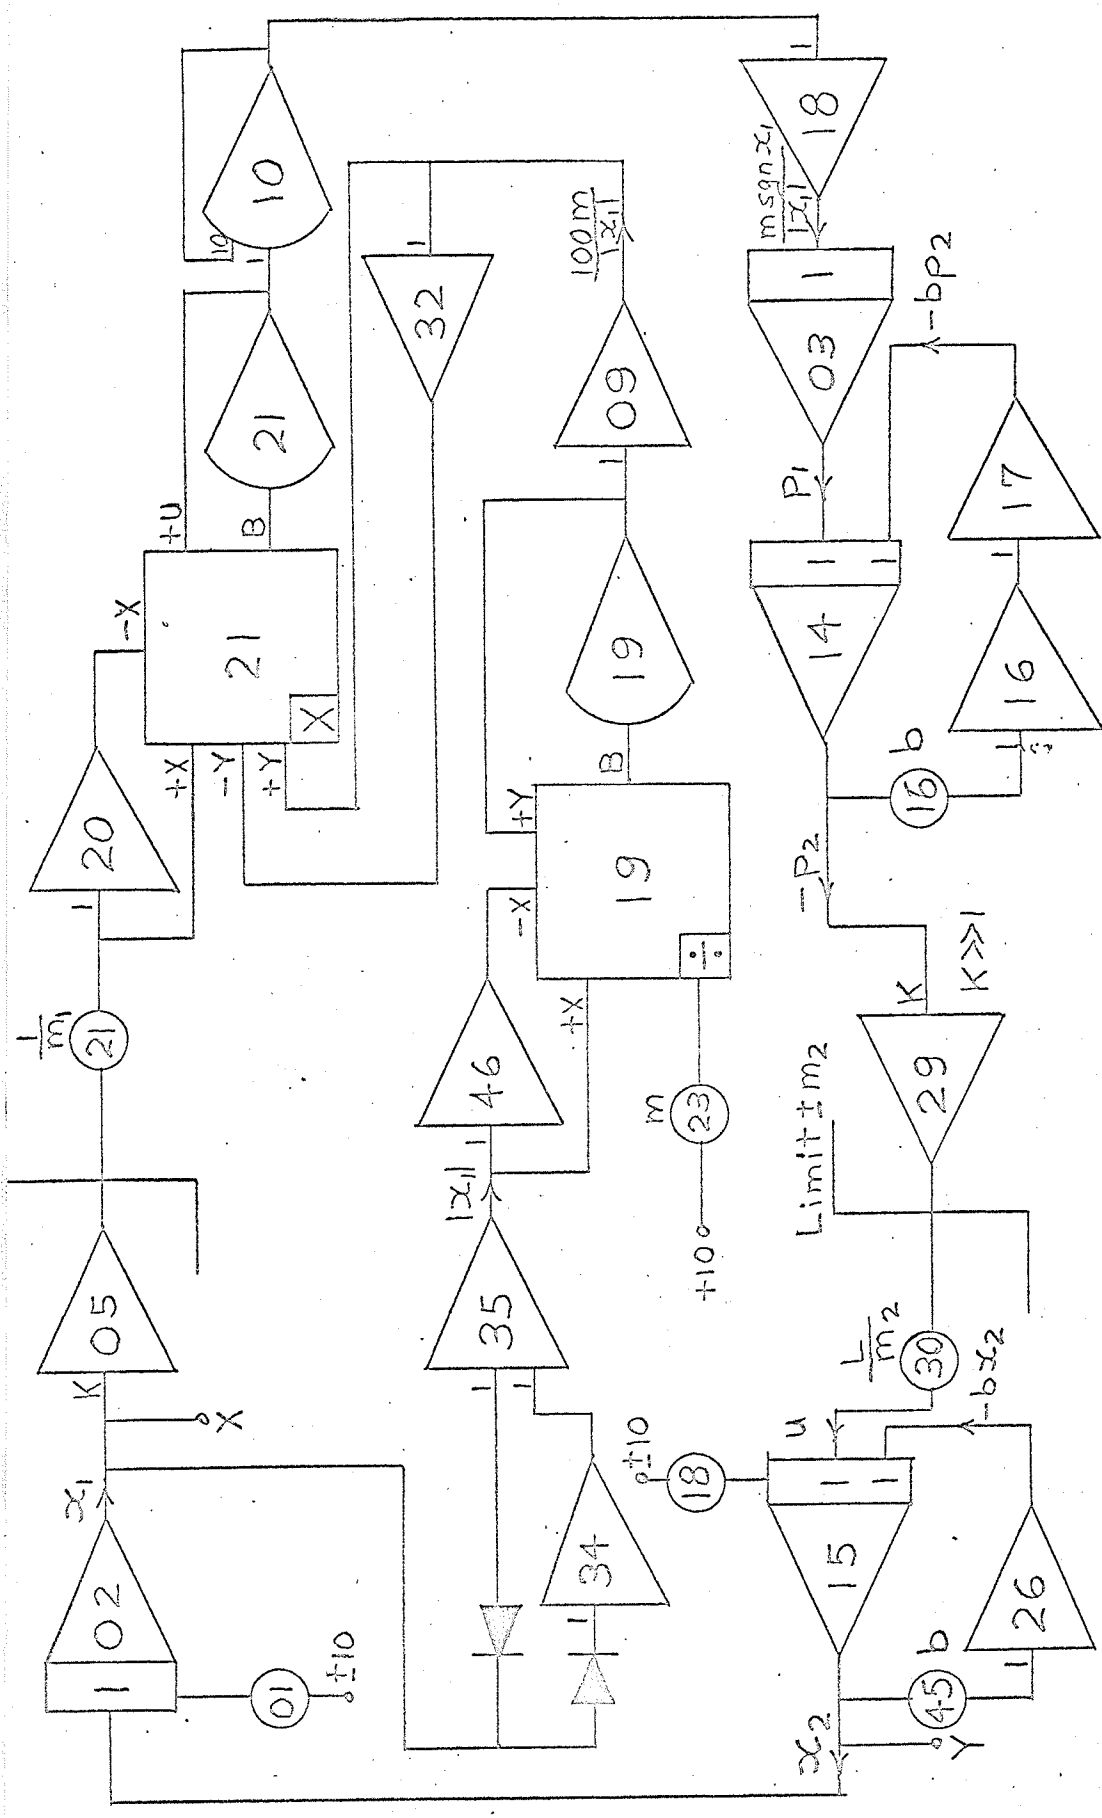 1
02
x₁
01
±10
X
K
05
1/m₁
21
1
20
-X
+X
-Y
+Y
X
21
+U
B
21
10
1
10
1
32
1
34
1
1
35
|x₁|
1
46
-X
+X
÷
19
+Y
B
19
1
09
100m/|x₁|
m
23
+10
1
18
m sgn x₁/|x₁|
1
03
P₁
1
1
14
-bP₂
17
1
16
1
b
16
-P₂
K
K>>1
29
Limit ± m₂
L/m₂
30
u
-bx₂
±10
18
1
1
15
26
1
b
45
x₂
Y